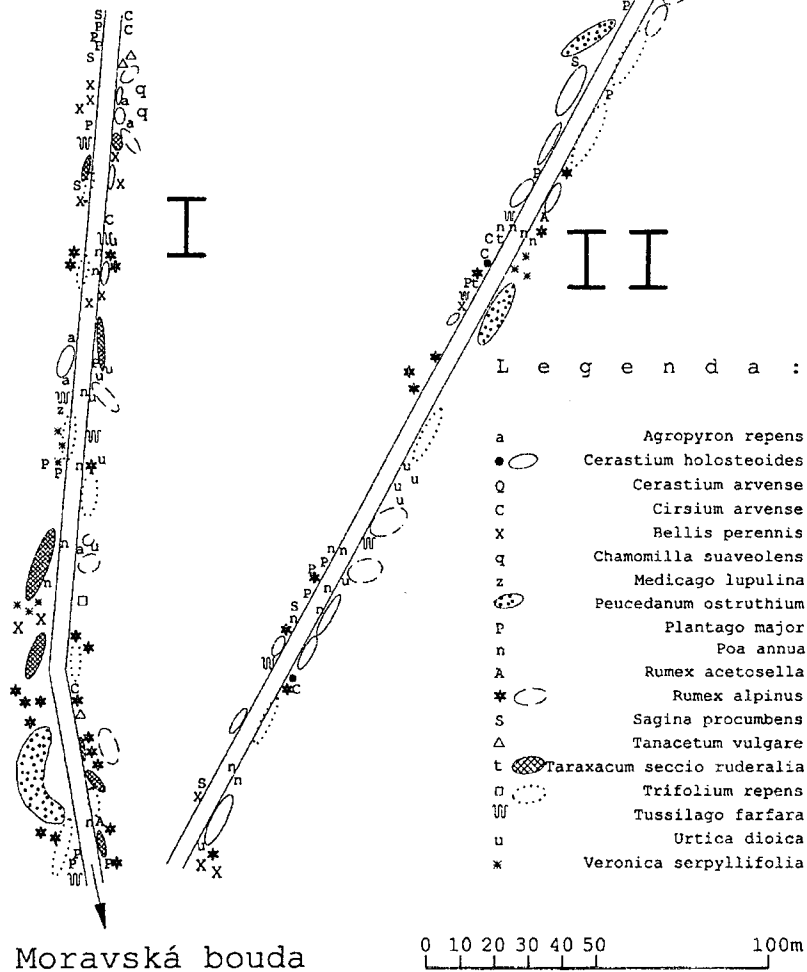 I
II
L e g e n d a :
a Agropyron repens
Cerastium holosteoides
Q Cerastium arvense
C Cirsium arvense
X Bellis perennis
q Chamomilla suaveolens
z Medicago lupulina
Peucedanum ostruthium
P Plantago major
n Poa annua
A Rumex acetosella
Rumex alpinus
S Sagina procumbens
Tanacetum vulgare
t Taraxacum seccio ruderalia
Trifolium repens
Tussilago farfara
u Urtica dioica
Veronica serpyllifolia
Moravská bouda
0 10 20 30 40 50 100m